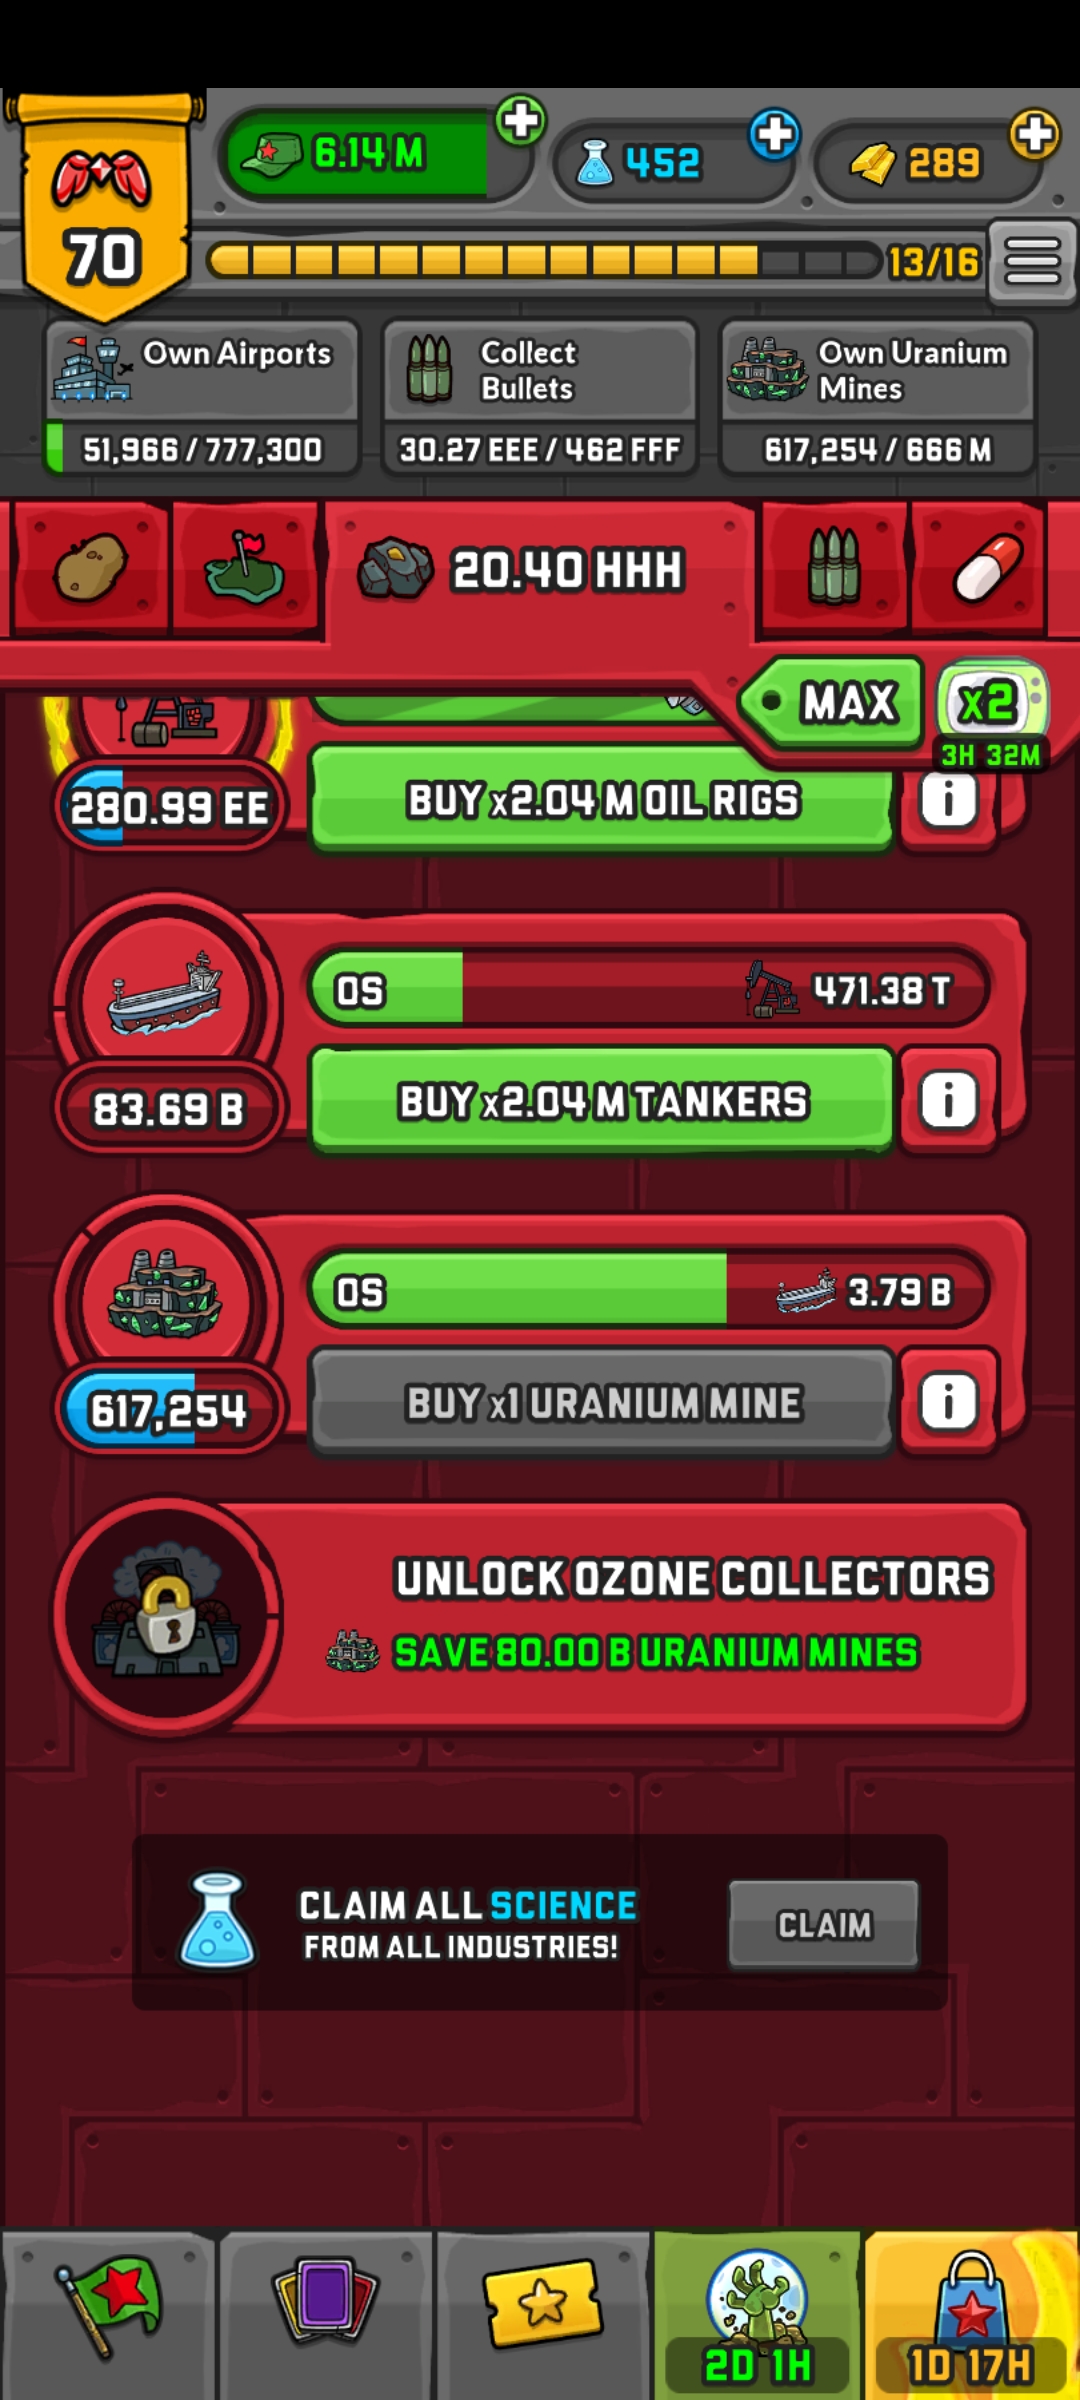 6.14 M
452
289
70
13/16
Own Airports
51,966 / 777,300
Collect
Bullets
30.27 EEE / 462 FFF
Own Uranium
Mines
617,254 / 666 M
20.40 HHH
MAX
x2
3H 32M
280.99 EE
BUY x2.04 M OIL RIGS
i
0S
471.38 T
83.69 B
BUY x2.04 M TANKERS
i
0S
3.79 B
617,254
BUY x1 URANIUM MINE
i
UNLOCK OZONE COLLECTORS
SAVE 80.00 B URANIUM MINES
CLAIM ALL SCIENCE
FROM ALL INDUSTRIES!
CLAIM
2D 1H
1D 17H